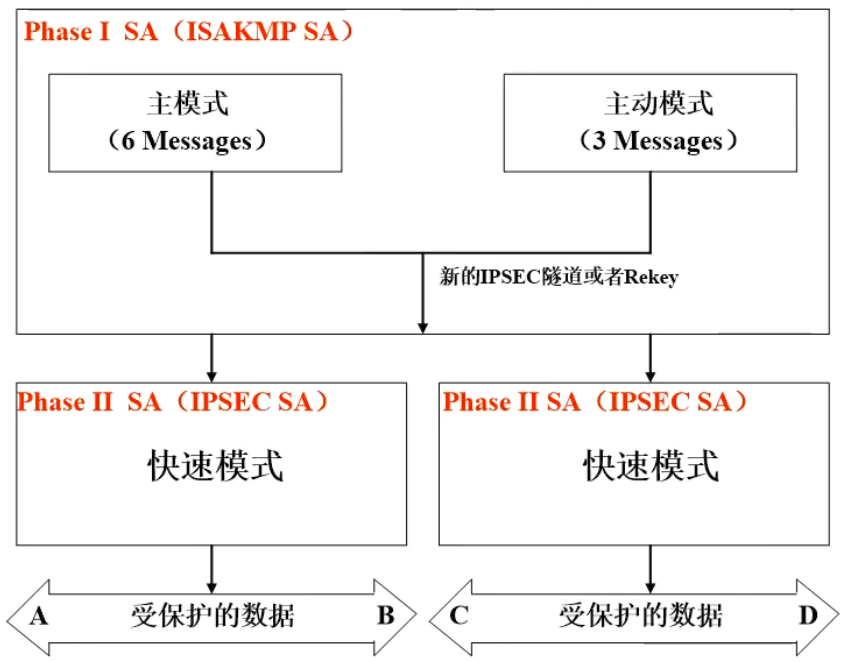 Phase I SA（ISAKMP SA）
主模式
（6 Messages）
主动模式
（3 Messages）
新的IPSEC隧道或者Rekey
Phase II SA（IPSEC SA）
快速模式
Phase II SA（IPSEC SA）
快速模式
A 受保护的数据 B
C 受保护的数据 D